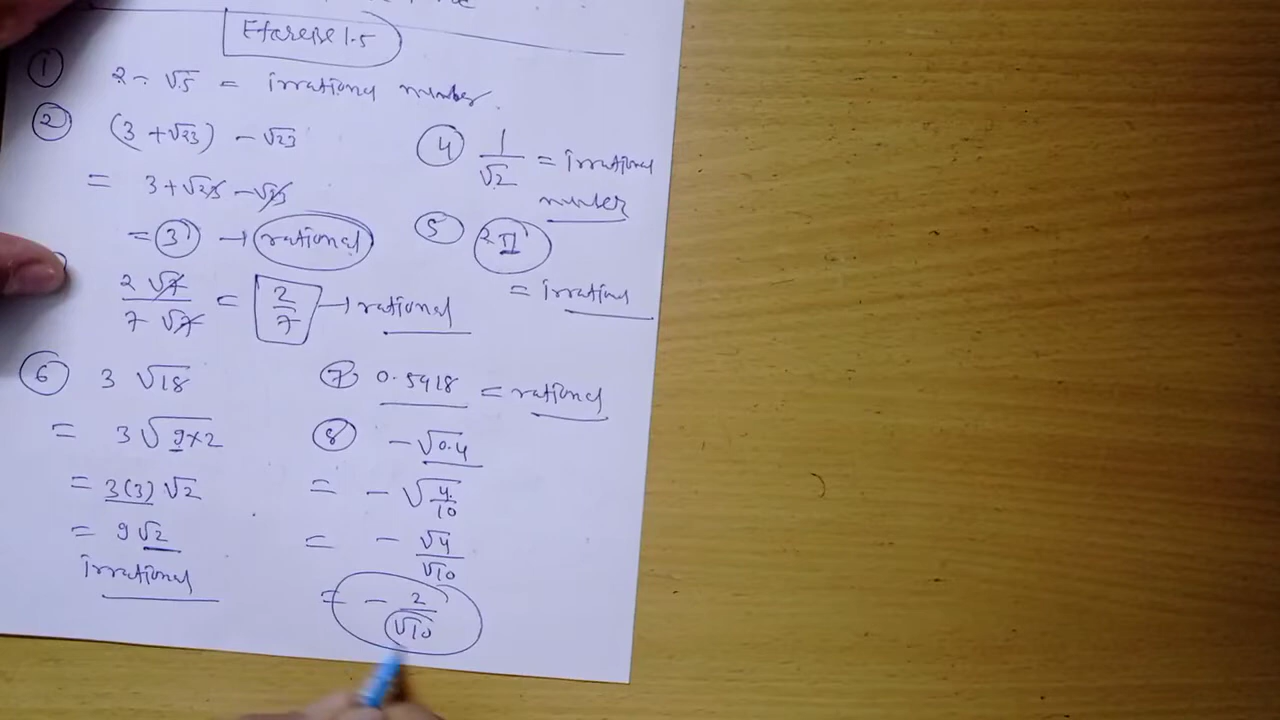 Exercise 1.5
① 2 - √5 = irrational number.
② (3 + √23) - √23
= 3 + √23 - √23
= 3 → rational
2√7 / 7√7 = 2/7 → rational
④ 1/√2 = irrational
number
⑤ 2π
= irrational
⑥ 3 √18
= 3 √9×2
= 3(3) √2
= 9 √2
irrational
⑦ 0.5918 = rational
⑧ - √0.4
= - √4/10
= - √4/√10
= - 2/√10